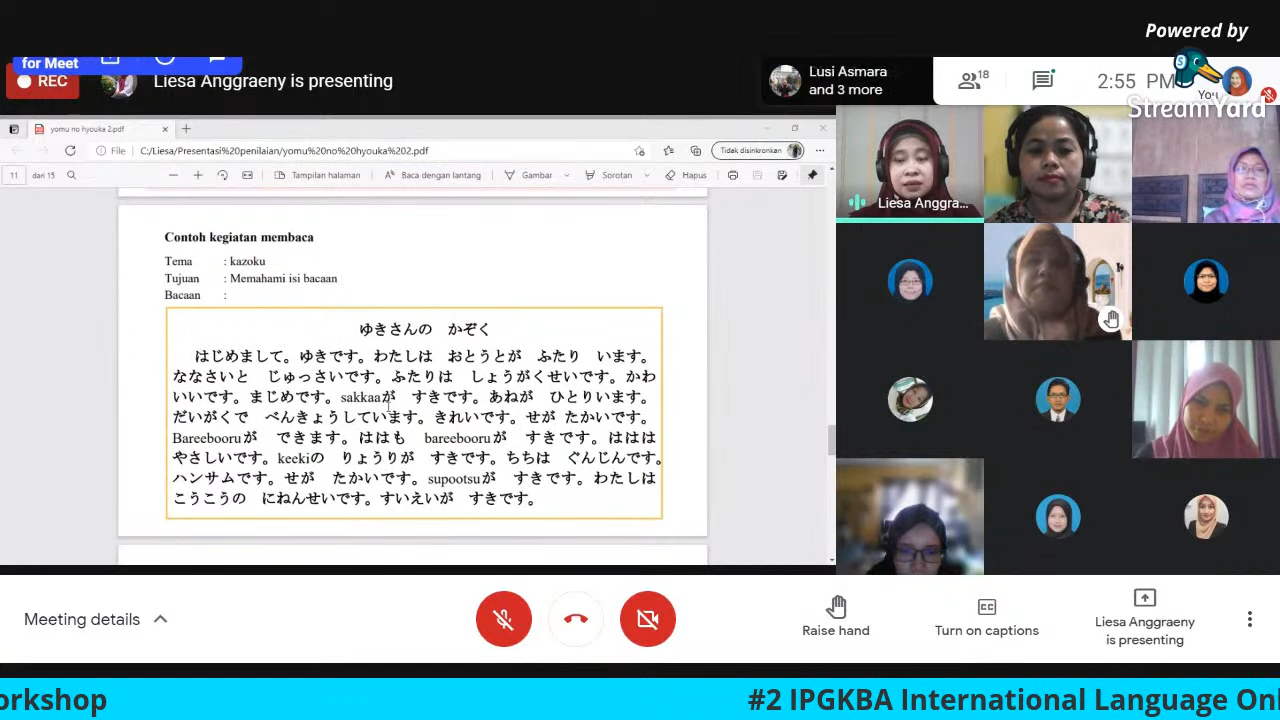 Powered by
StreamYard
for Meet
REC
Liesa Anggraeny is presenting
Lusi Asmara
and 3 more
18
2:55 PM
You
yomu no hyouka 2.pdf
File
C:/Liesa/Presentasi%20penilaian/yomu%20no%20hyouka%202.pdf
Tidak disinkronkan
11 dari 15
Tampilan halaman
Baca dengan lantang
Gambar
Sorotan
Hapus
Contoh kegiatan membaca
Tema : kazoku
Tujuan : Memahami isi bacaan
Bacaan :
ゆきさんの かぞく
はじめまして。ゆきです。わたしは おとうとが ふたり います。
ななさいと じゅっさいです。ふたりは しょうがくせいです。かわ
いいです。まじめです。sakkaaが すきです。あねが ひとりいます。
だいがくで べんきょうしています。きれいです。せが たかいです。
Bareebooruが できます。ははも bareebooruが すきです。ははは
やさしいです。keekiの りょうりが すきです。ちちは ぐんじんです。
ハンサムです。せが たかいです。supootsuが すきです。わたしは
こうこうの にねんせいです。すいえいが すきです。
Liesa Anggra...
Meeting details
Raise hand
Turn on captions
Liesa Anggraeny
is presenting
orkshop
#2 IPGKBA International Language Onl